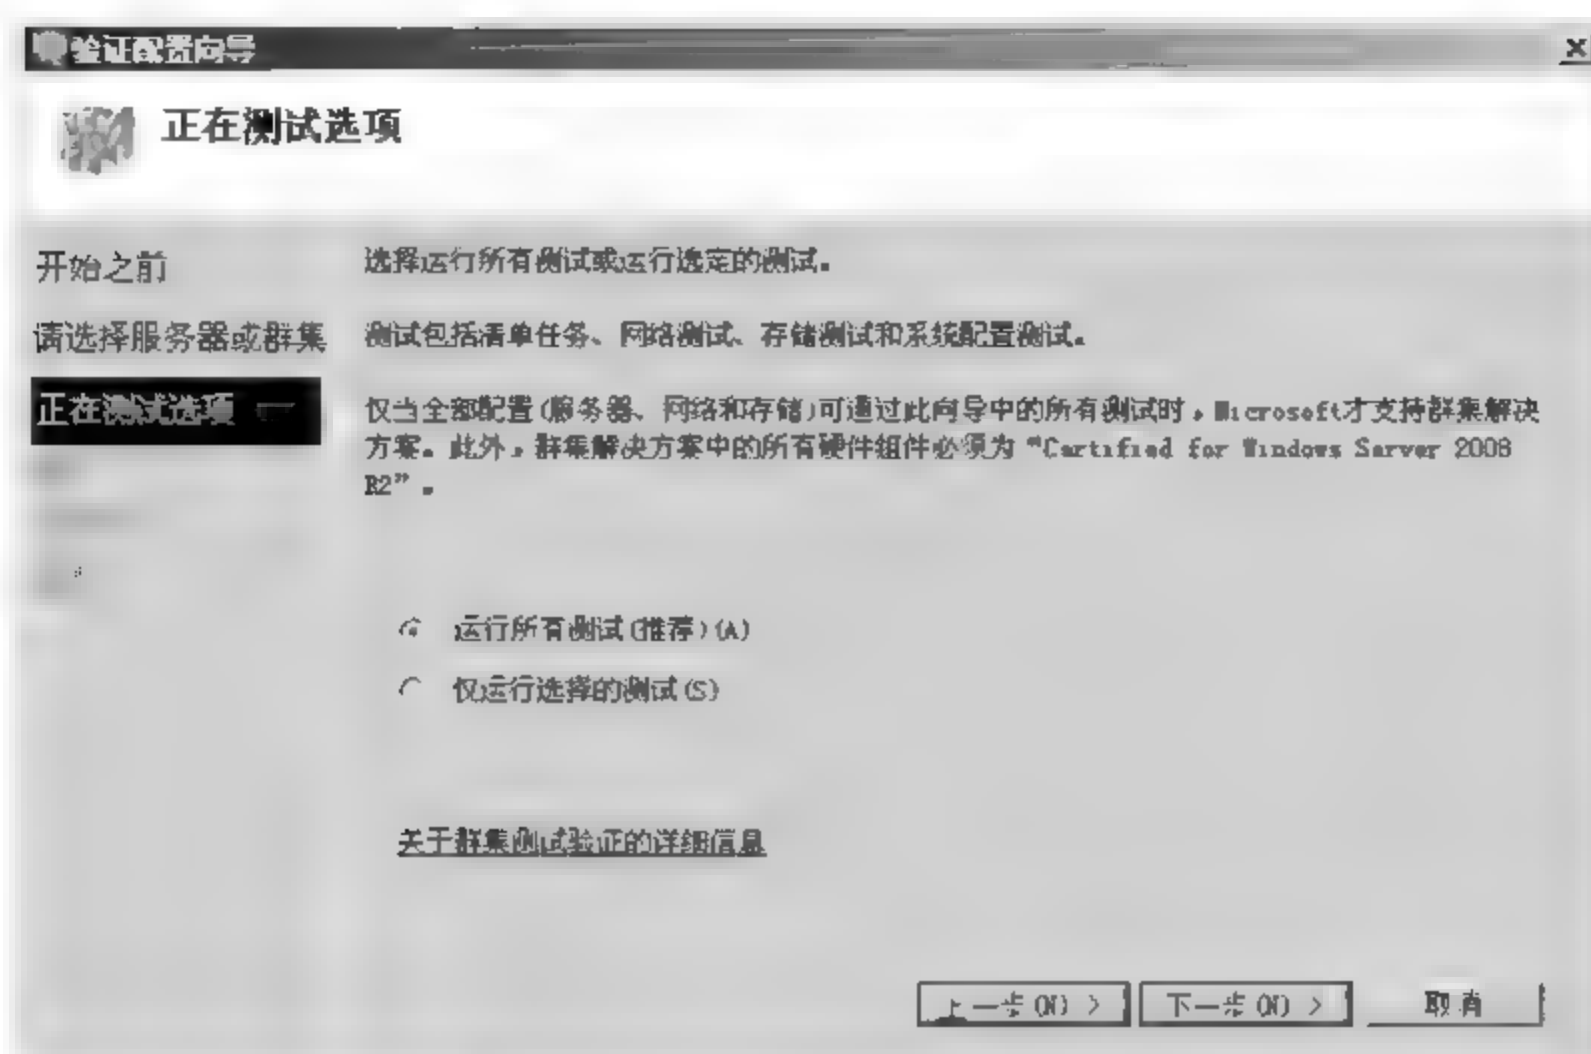 验证配置向导
正在测试选项
开始之前
请选择服务器或群集
正在测试选项
选择运行所有测试或运行选定的测试。
测试包括清单任务、网络测试、存储测试和系统配置测试。
仅当全部配置(服务器、网络和存储)可通过此向导中的所有测试时，Microsoft才支持群集解决
方案。此外，群集解决方案中的所有硬件组件必须为“Certified for Windows Server 2008
R2”。
运行所有测试(推荐)(A)
仅运行选择的测试(S)
关于群集测试验证的详细信息
上一步(N) >
下一步(N) >
取消